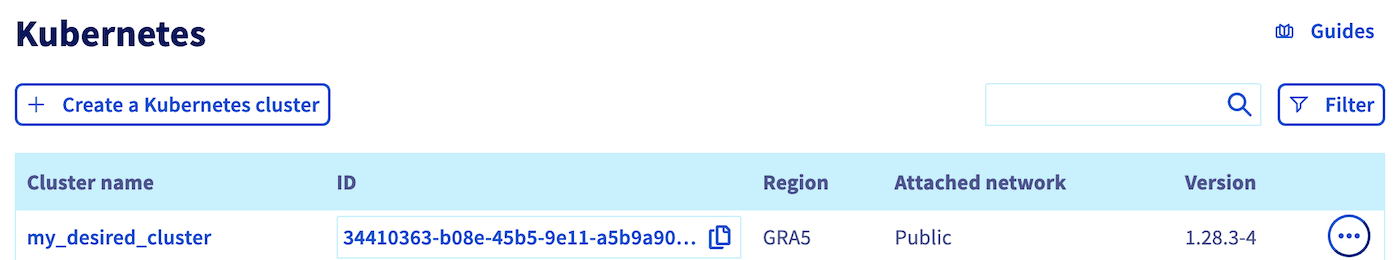 Kubernetes
Guides
Create a Kubernetes cluster
Filter
Cluster name ID Region Attached network Version
my_desired_cluster 34410363-b08e-45b5-9e11-a5b9a90... GRA5 Public 1.28.3-4